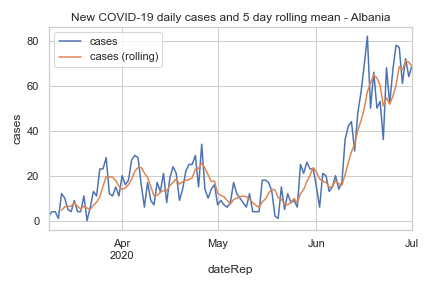 New COVID-19 daily cases and 5 day rolling mean - Albania
cases
cases (rolling)
80
60
40
20
0
cases
Apr
2020
May
Jun
Jul
dateRep